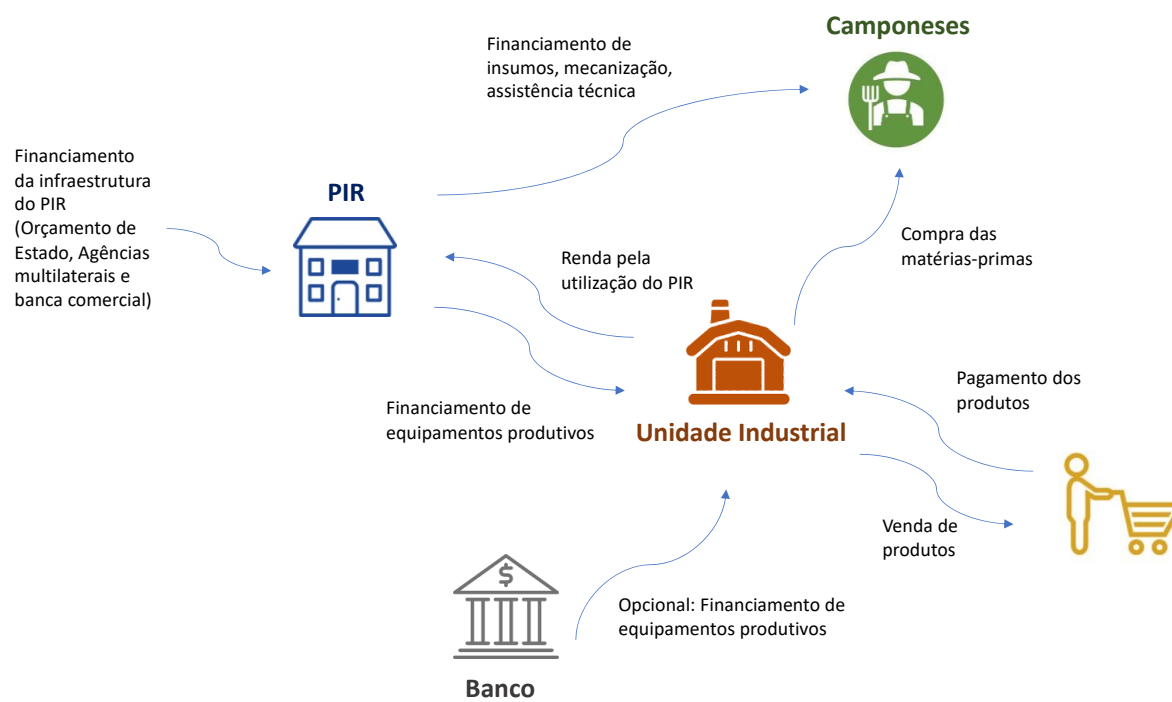 Camponeses
Financiamento de
insumos, mecanização,
assistência técnica
Financiamento
da infraestrutura
do PIR
(Orçamento de
Estado, Agências
multilaterais e
banca comercial)
PIR
Renda pela
utilização do PIR
Compra das
matérias-primas
Financiamento de
equipamentos produtivos
Unidade Industrial
Pagamento dos
produtos
Venda de
produtos
$
Opcional: Financiamento de
equipamentos produtivos
Banco